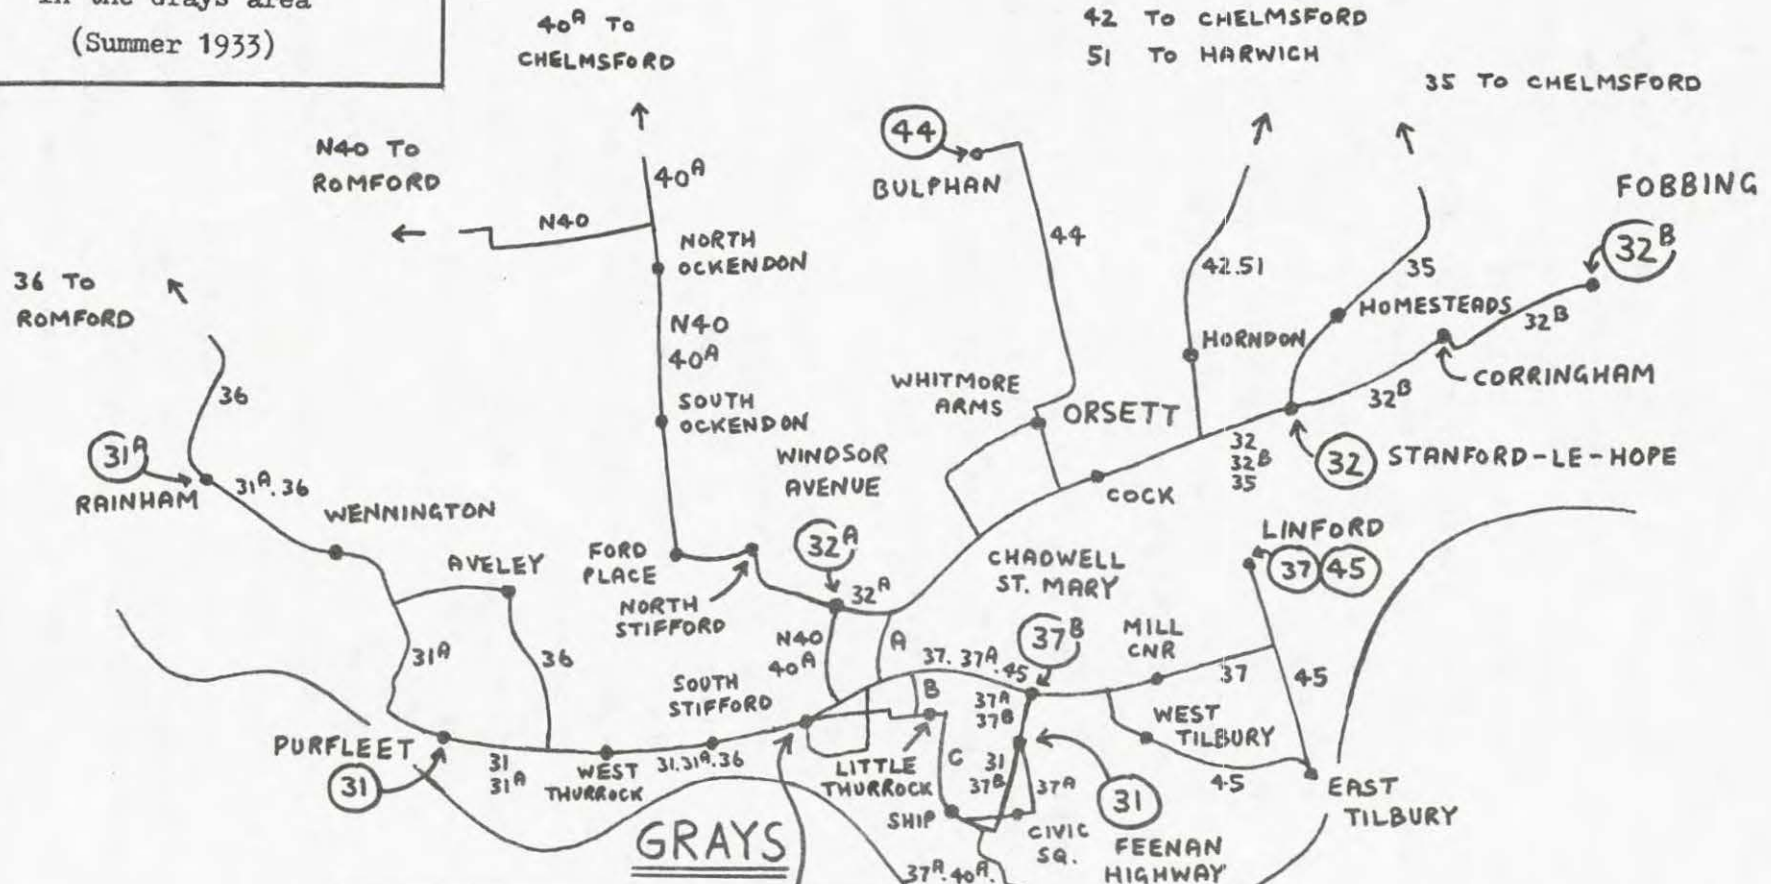 in the Grays area
(Summer 1933)
40A TO
CHELMSFORD
42 TO CHELMSFORD
51 TO HARWICH
35 TO CHELMSFORD
N40 TO
ROMFORD
40A
N40
NORTH
OCKENDON
44
BULPHAN
44
FOBBING
32B
36 TO
ROMFORD
42.51
35
HOMESTEADS
32B
N40
40A
HORNDON
CORRINGHAM
36
SOUTH
OCKENDON
WHITMORE
ARMS
ORSETT
32B
31A
RAINHAM
31A.36
WINDSOR
AVENUE
COCK
32
32B
35
32
STANFORD-LE-HOPE
WENNINGTON
AVELEY
FORD
PLACE
32A
NORTH
STIFFORD
32A
CHADWELL
ST. MARY
LINFORD
37
45
31A
36
N40
40A
A
37.37A.45
37B
MILL
CNR
37
45
SOUTH
STIFFORD
B
37A
37B
WEST
TILBURY
PURFLEET
31
31
31A
WEST
THURROCK
31.31A.36
LITTLE
THURROCK
C
31
37B
37A
31
45
EAST
TILBURY
GRAYS
SHIP
CIVIC
SQ.
FEENAN
HIGHWAY
37A.40A.